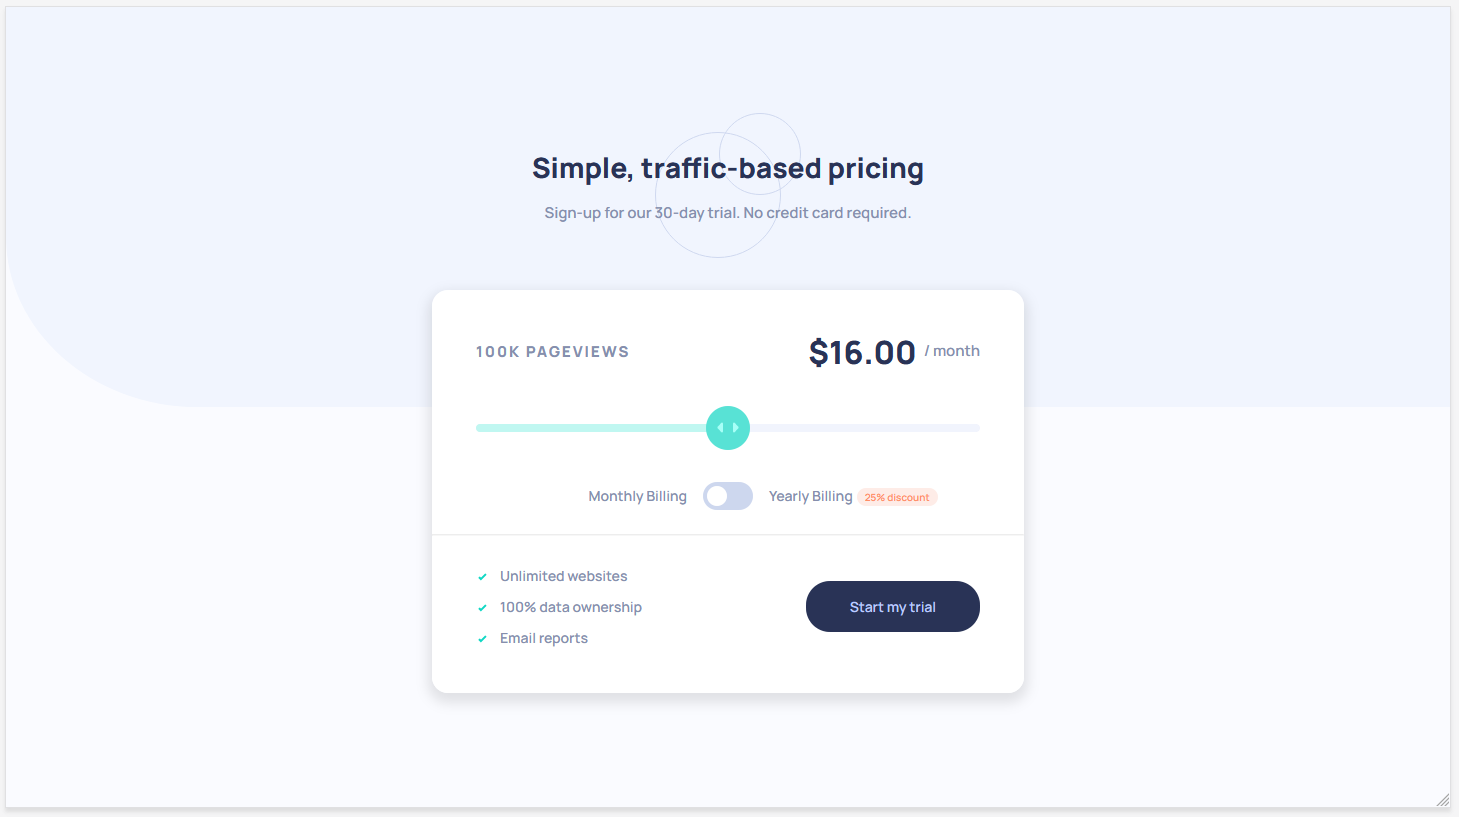 Simple, traffic-based pricing
Sign-up for our 30-day trial. No credit card required.
100K PAGEVIEWS
$16.00 / month
Monthly Billing
Yearly Billing 25% discount
Unlimited websites
100% data ownership
Email reports
Start my trial